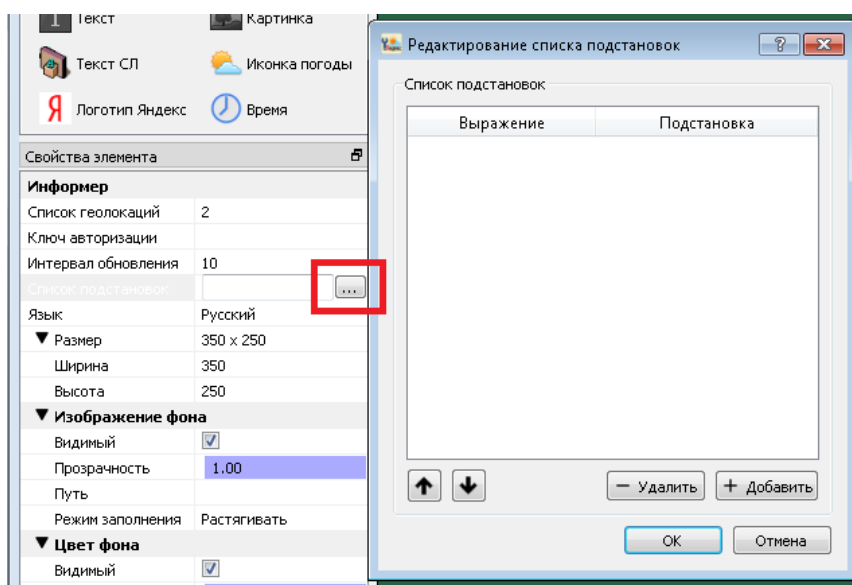 Текст Картинка
Текст СЛ Иконка погоды
Я Логотип Яндекс Время
Свойства элемента
Информер
Список геолокаций 2
Ключ авторизации
Интервал обновления 10
Список подстановок ...
Язык Русский
Размер 350 x 250
Ширина 350
Высота 250
Изображение фона
Видимый
Прозрачность 1.00
Путь
Режим заполнения Растягивать
Цвет фона
Видимый
Редактирование списка подстановок ?
Список подстановок
Выражение Подстановка
Удалить Добавить
OK Отмена